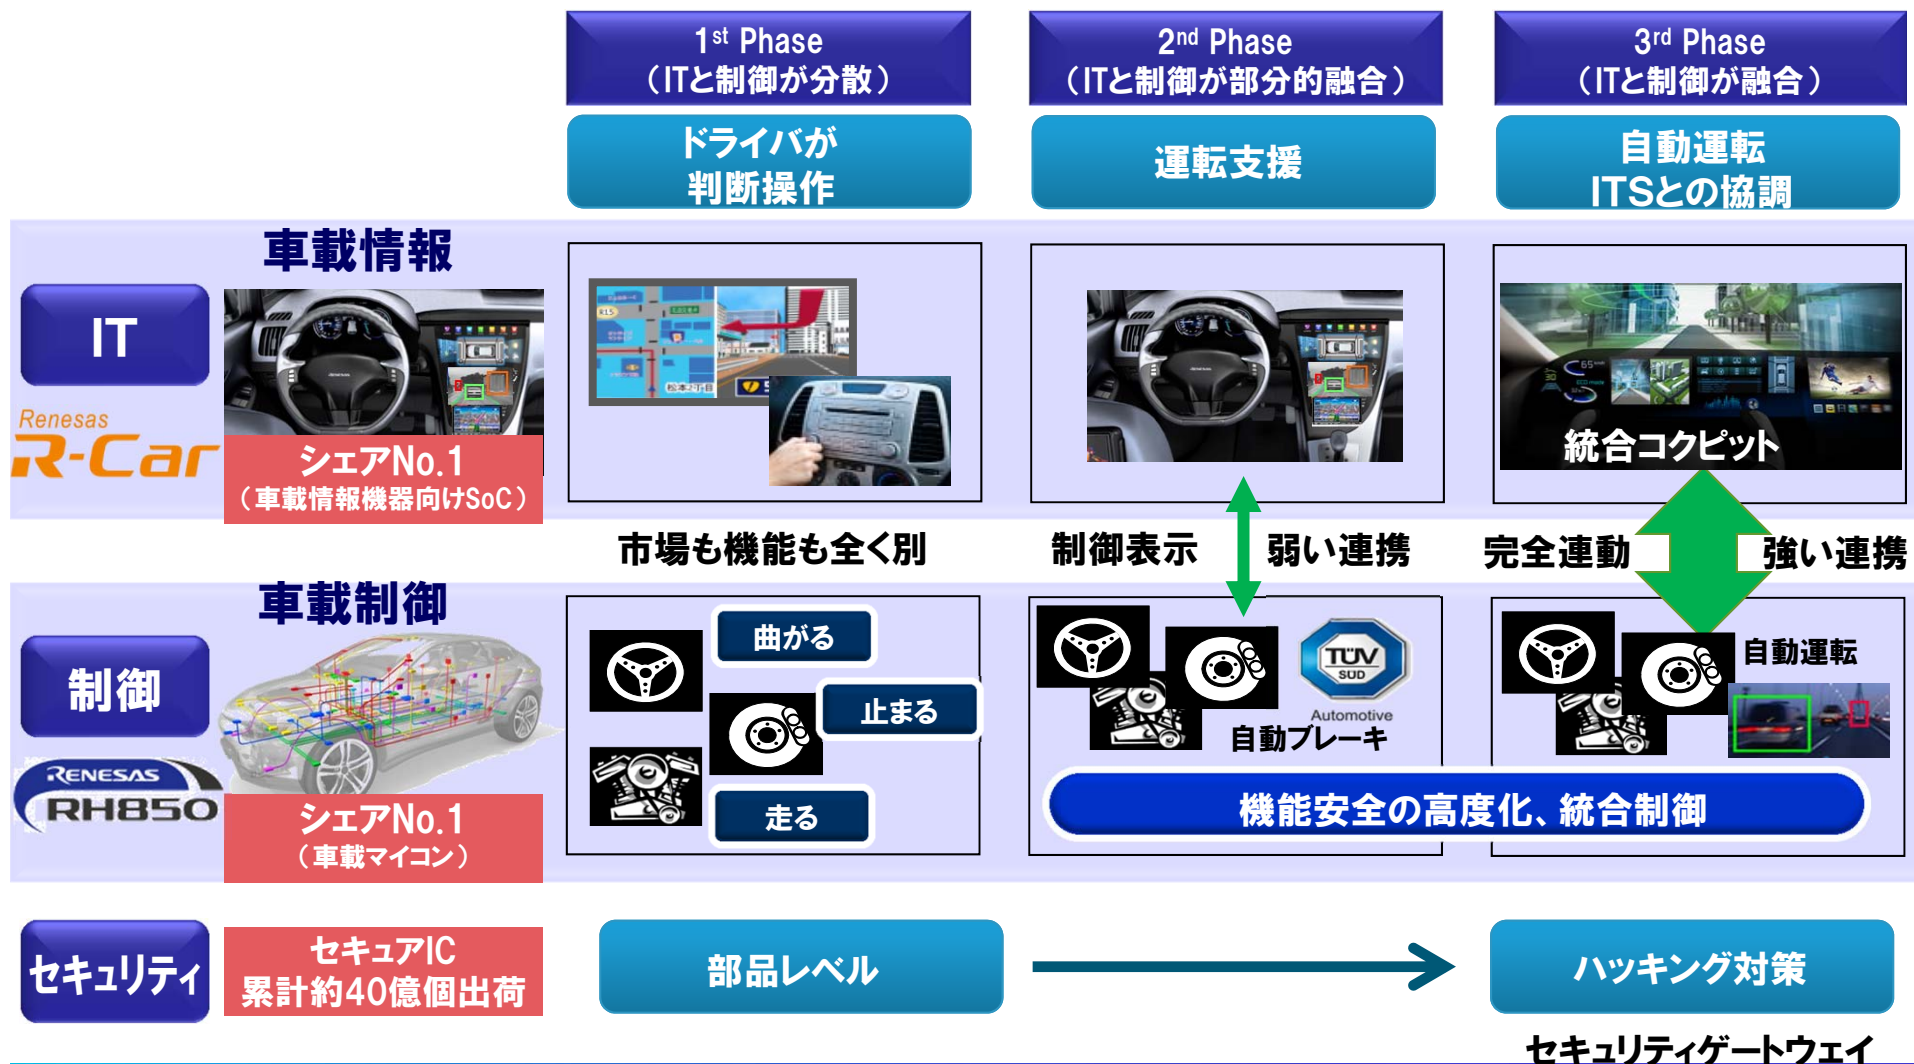 1st Phase
（ITと制御が分散）
2nd Phase
（ITと制御が部分的融合）
3rd Phase
（ITと制御が融合）
ドライバが
判断操作
運転支援
自動運転
ITSとの協調
車載情報
IT
Renesas
R-Car
シェアNo.1
（車載情報機器向けSoC）
松本2丁目
統合コクピット
市場も機能も全く別
制御表示
弱い連携
完全連動
強い連携
車載制御
制御
RENESAS
RH850
シェアNo.1
（車載マイコン）
曲がる
止まる
走る
TÜV
SÜD
Automotive
自動ブレーキ
自動運転
機能安全の高度化、統合制御
セキュリティ
セキュアIC
累計約40億個出荷
部品レベル
ハッキング対策
セキュリティゲートウェイ